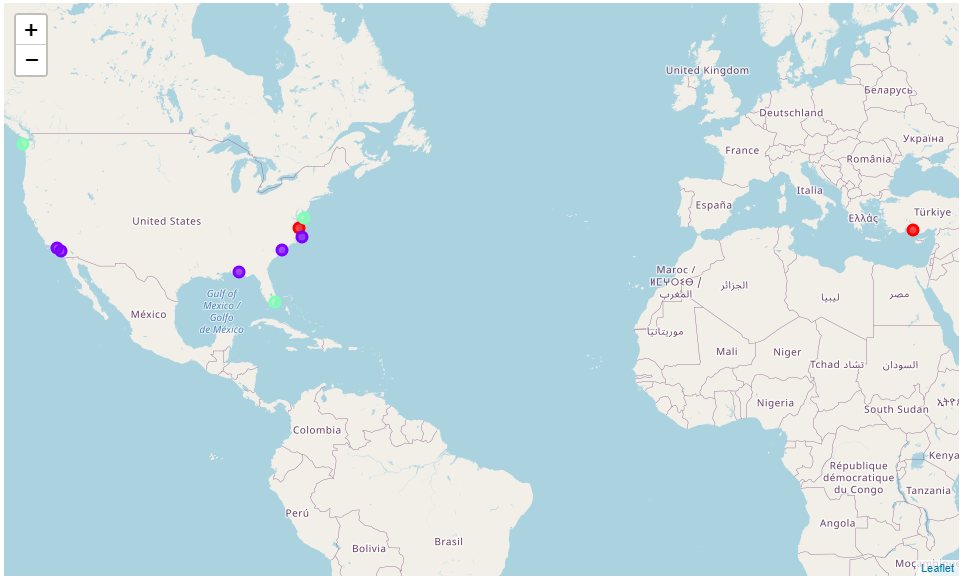 +
−
United Kingdom
Беларусь
Deutschland
Україна
France
România
Italia
España
Ελλάς
Türkiye
United States
Maroc /
ⵍⵎⵖⵔⵉⴱ /
المغرب
الجزائر
ليبيا
مصر
Gulf of
Mexico /
Golfo
de México
México
موريتانيا
Mali
Niger
Tchad تشاد
السودان
Nigeria
South Sudan
Colombia
Kenya
République
démocratique
du Congo
Tanzania
Perú
Angola
Brasil
Bolivia
Leaflet